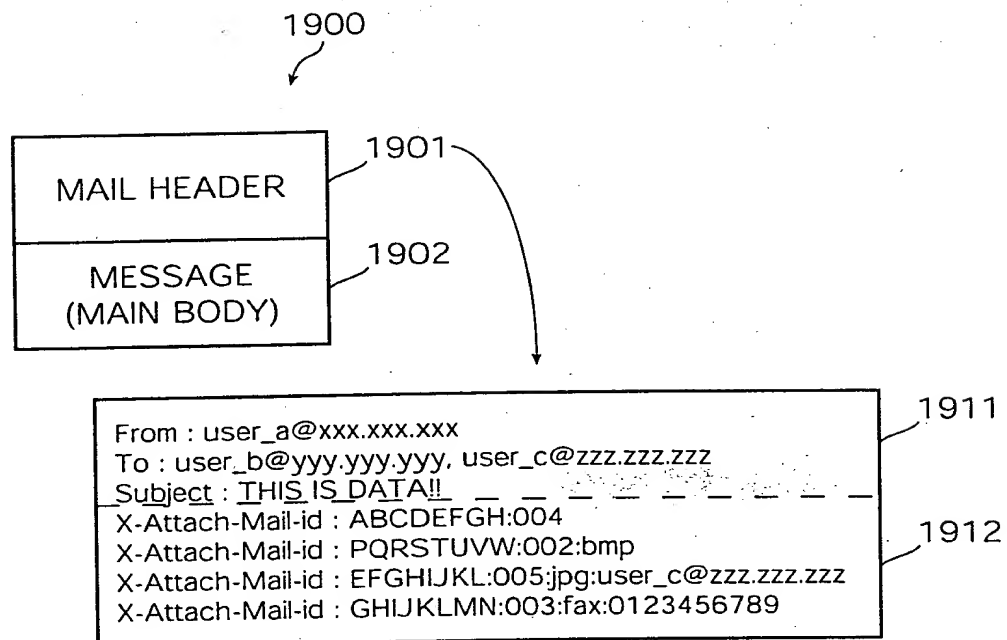 1900
MAIL HEADER
1901
MESSAGE
(MAIN BODY)
1902
From : user_a@xxx.xxx.xxx
To : user_b@yyy.yyy.yyy, user_c@zzz.zzz.zzz
Subject : THIS IS DATA!!
1911
X-Attach-Mail-id : ABCDEFGH:004
X-Attach-Mail-id : PQRSTUVW:002:bmp
X-Attach-Mail-id : EFGHIJKL:005:jpg:user_c@zzz.zzz.zzz
X-Attach-Mail-id : GHIJKLMN:003:fax:0123456789
1912